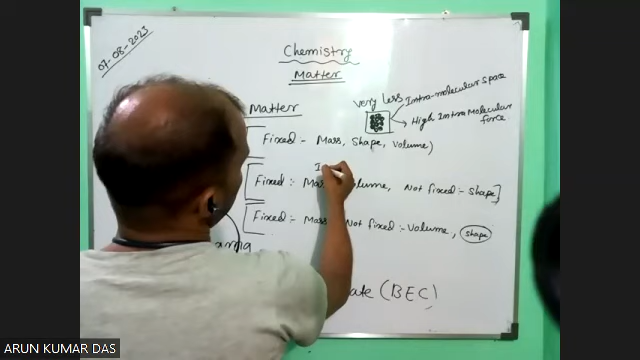 07-08-2023
Chemistry
Matter
Matter
very less Intra-molecular space
High Intra Molecular force
Fixed :- Mass, Shape, Volume)
I
Fixed :- Mass, Volume, Not fixed :- Shape]
Fixed :- Mass, Not fixed :- Volume, Shape
(BEC)
ARUN KUMAR DAS